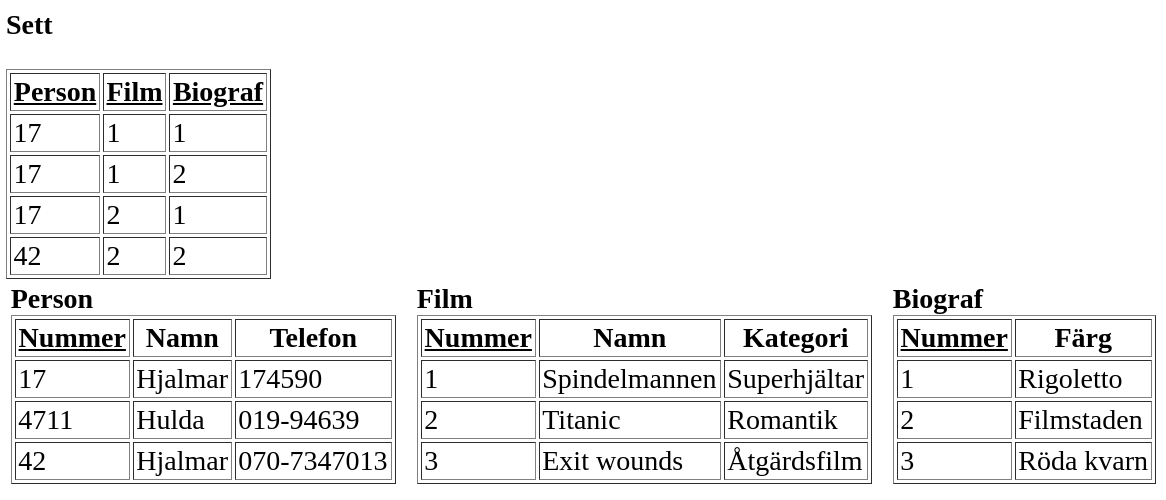 Sett
Person Film Biograf
17 1 1
17 1 2
17 2 1
42 2 2
Person Film Biograf
Nummer Namn Telefon Nummer Namn Kategori Nummer Färg
17 Hjalmar 174590 1 Spindelmannen Superhjältar 1 Rigoletto
4711 Hulda 019-94639 2 Titanic Romantik 2 Filmstaden
42 Hjalmar 070-7347013 3 Exit wounds Åtgärdsfilm 3 Röda kvarn